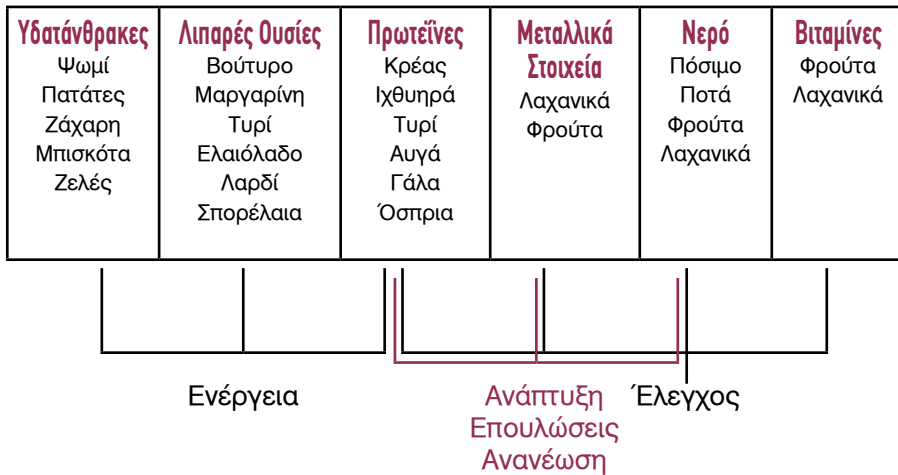 Υδατάνθρακες
Ψωμί
Πατάτες
Ζάχαρη
Μπισκότα
Ζελές
Λιπαρές Ουσίες
Βούτυρο
Μαργαρίνη
Τυρί
Ελαιόλαδο
Λαρδί
Σπορέλαια
Πρωτεΐνες
Κρέας
Ιχθυηρά
Τυρί
Αυγά
Γάλα
Όσπρια
Μεταλλικά
Στοιχεία
Λαχανικά
Φρούτα
Νερό
Πόσιμο
Ποτά
Φρούτα
Λαχανικά
Βιταμίνες
Φρούτα
Λαχανικά
Ενέργεια
Ανάπτυξη
Επουλώσεις
Ανανέωση
Έλεγχος